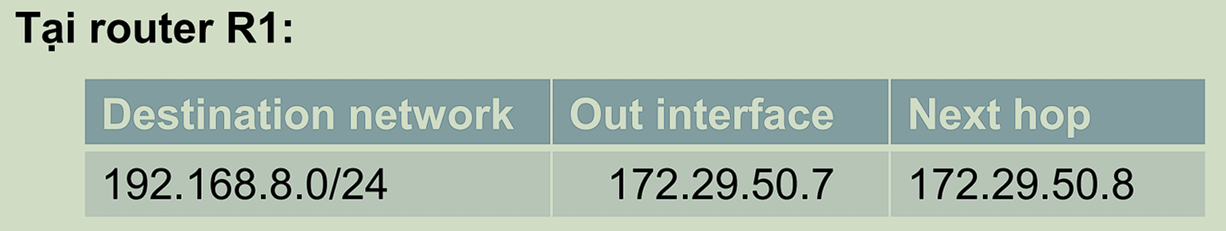 Tại router R1:
Destination network Out interface Next hop
192.168.8.0/24 172.29.50.7 172.29.50.8